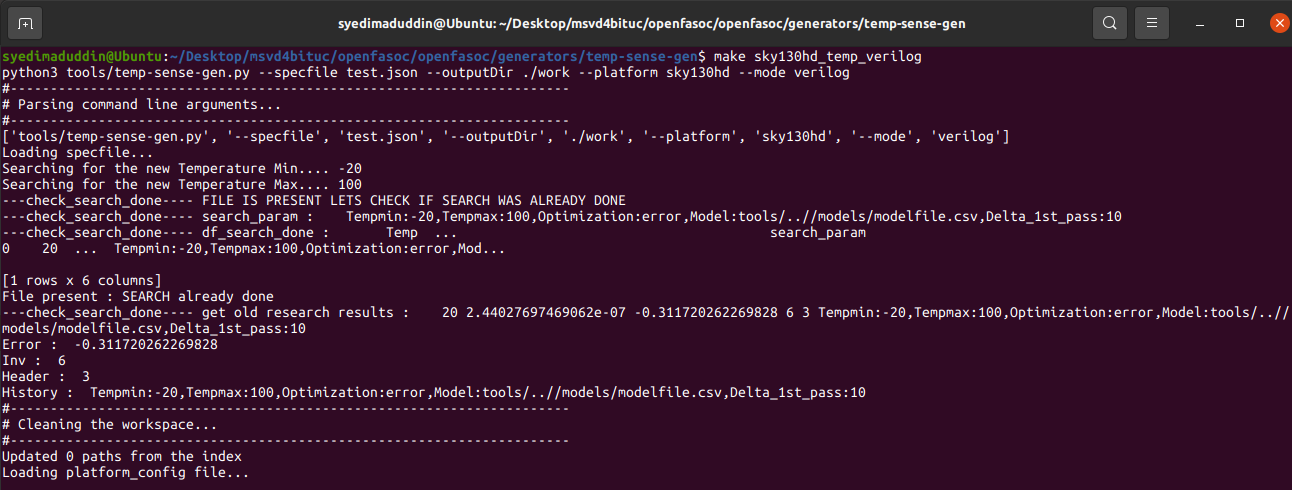 syedimaduddin@Ubuntu: ~/Desktop/msvd4bituc/openfasoc/openfasoc/generators/temp-sense-gen
syedimaduddin@Ubuntu:~/Desktop/msvd4bituc/openfasoc/openfasoc/generators/temp-sense-gen$ make sky130hd_temp_verilog
python3 tools/temp-sense-gen.py --specfile test.json --outputDir ./work --platform sky130hd --mode verilog
#----------------------------------------------------------------------
# Parsing command line arguments...
#----------------------------------------------------------------------
['tools/temp-sense-gen.py', '--specfile', 'test.json', '--outputDir', './work', '--platform', 'sky130hd', '--mode', 'verilog']
Loading specfile...
Searching for the new Temperature Min.... -20
Searching for the new Temperature Max.... 100
---check_search_done---- FILE IS PRESENT LETS CHECK IF SEARCH WAS ALREADY DONE
---check_search_done---- search_param :    Tempmin:-20,Tempmax:100,Optimization:error,Model:tools/..//models/modelfile.csv,Delta_1st_pass:10
---check_search_done---- df_search_done :       Temp  ...                                       search_param
0    20  ...  Tempmin:-20,Tempmax:100,Optimization:error,Mod...
[1 rows x 6 columns]
File present : SEARCH already done
---check_search_done---- get old research results :    20 2.44027697469062e-07 -0.311720262269828 6 3 Tempmin:-20,Tempmax:100,Optimization:error,Model:tools/..//
models/modelfile.csv,Delta_1st_pass:10
Error :  -0.311720262269828
Inv :  6
Header :  3
History :  Tempmin:-20,Tempmax:100,Optimization:error,Model:tools/..//models/modelfile.csv,Delta_1st_pass:10
#----------------------------------------------------------------------
# Cleaning the workspace...
#----------------------------------------------------------------------
Updated 0 paths from the index
Loading platform_config file...